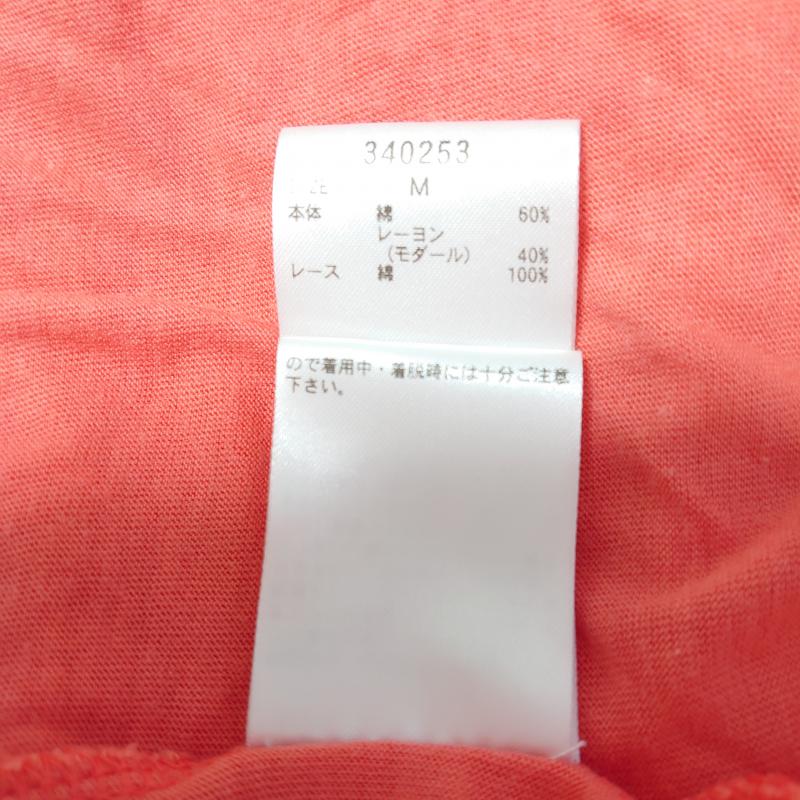 340253
SIZE M
本体 綿 60%
レーヨン
(モダール) 40%
レース 綿 100%
ので着用中・着脱時には十分ご注意
下さい。